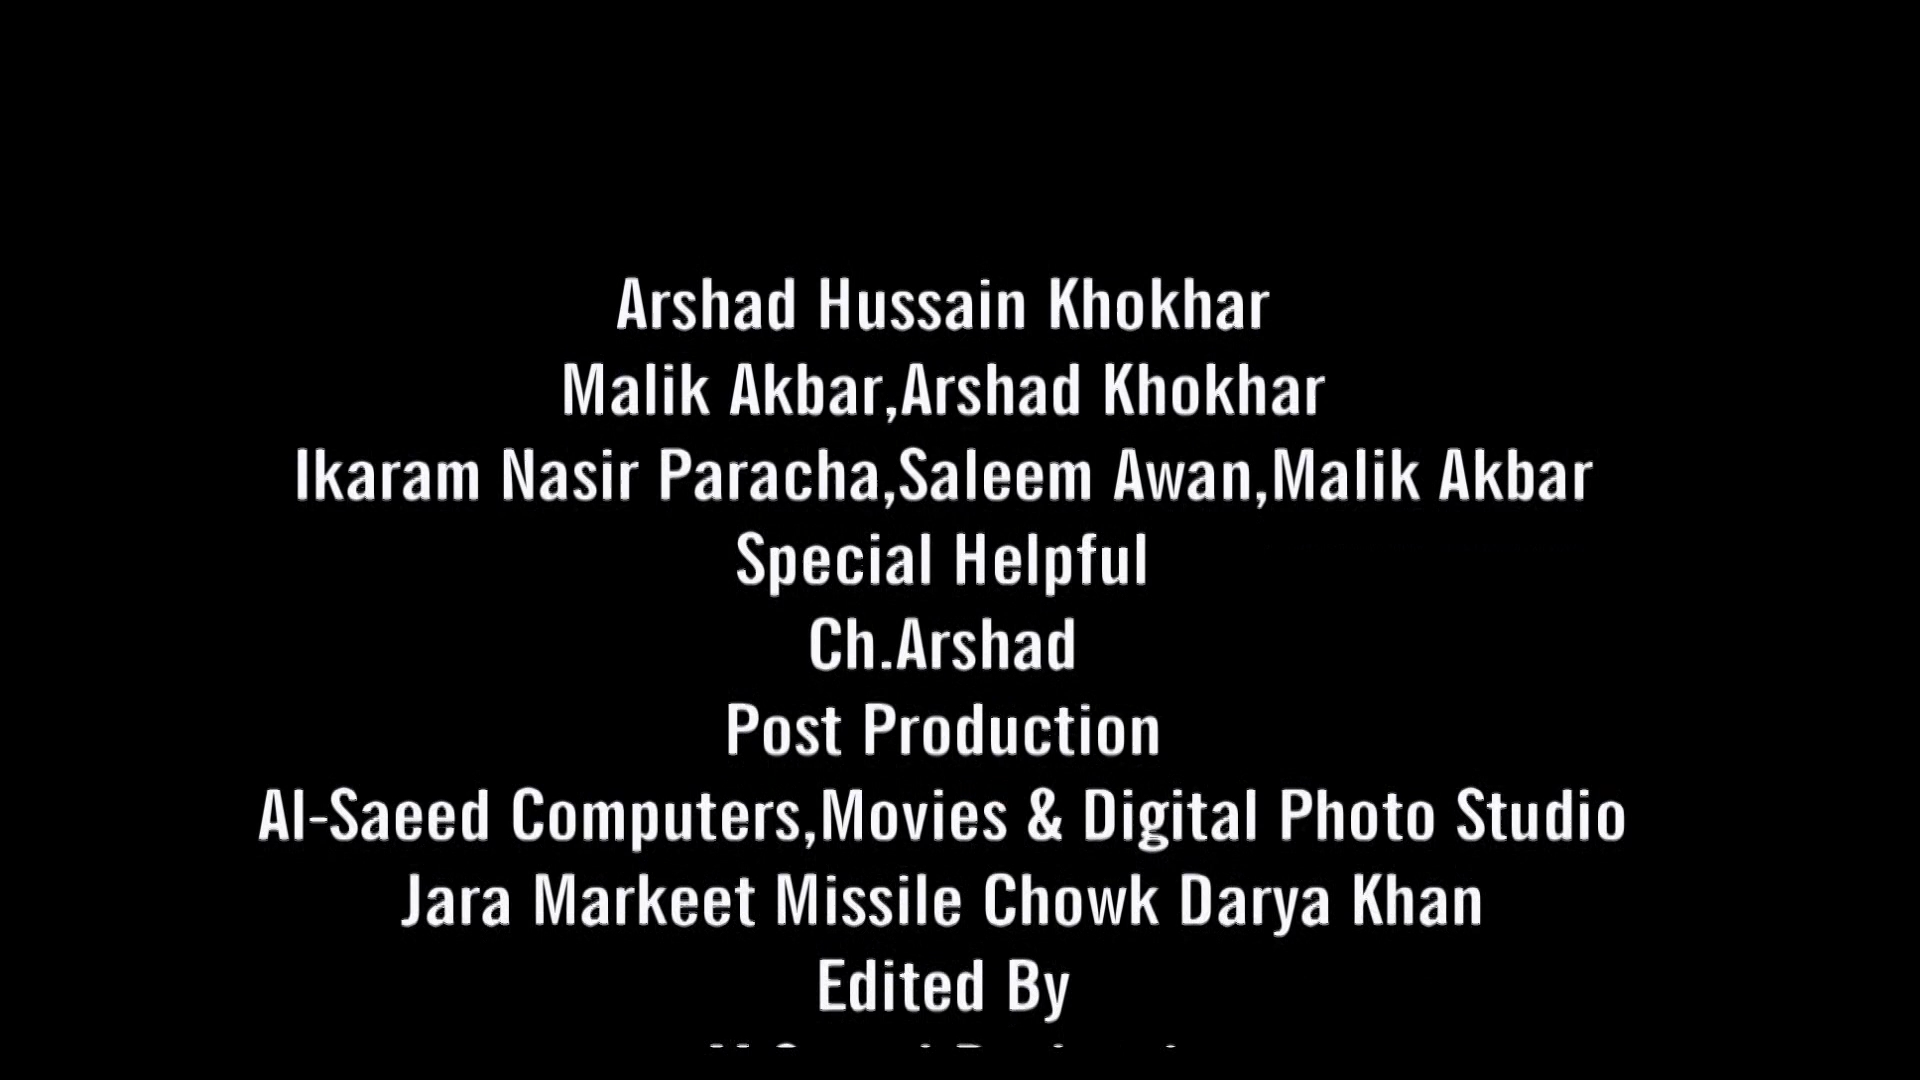 Arshad Hussain Khokhar
Malik Akbar,Arshad Khokhar
Ikaram Nasir Paracha,Saleem Awan,Malik Akbar
Special Helpful
Ch.Arshad
Post Production
Al-Saeed Computers,Movies & Digital Photo Studio
Jara Markeet Missile Chowk Darya Khan
Edited By